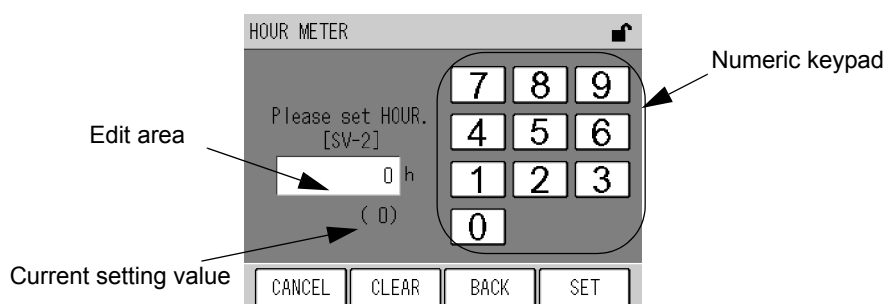 HOUR METER
Numeric keypad
7 8 9
Please set HOUR.
4 5 6
Edit area
[SV-2]
0 h
1 2 3
( 0)
0
Current setting value
CANCEL CLEAR BACK SET